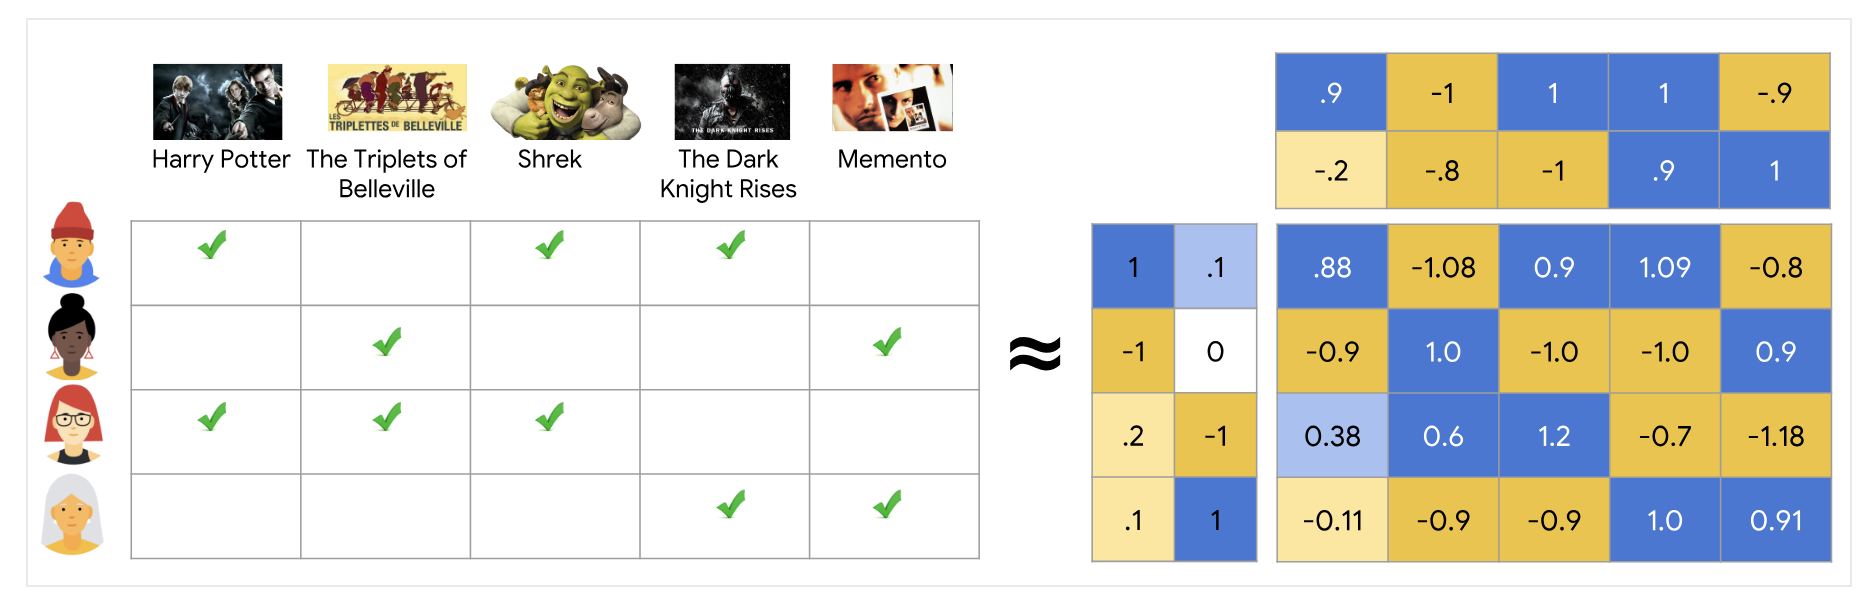 LES
TRIPLETTES DE BELLEVILLE
THE DARK KNIGHT RISES
Harry Potter
The Triplets of
Belleville
Shrek
The Dark
Knight Rises
Memento
.9 -1 1 1 -.9
-.2 -.8 -1 .9 1
≈
1 .1 .88 -1.08 0.9 1.09 -0.8
-1 0 -0.9 1.0 -1.0 -1.0 0.9
.2 -1 0.38 0.6 1.2 -0.7 -1.18
.1 1 -0.11 -0.9 -0.9 1.0 0.91